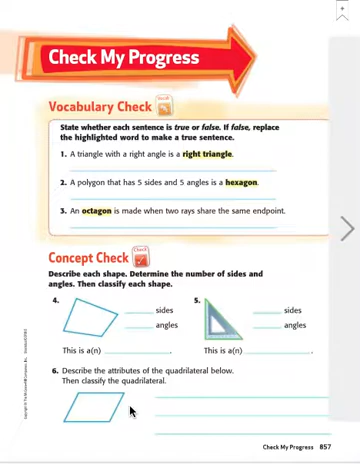 Check My Progress
Vocabulary Check
State whether each sentence is true or false. If false, replace
the highlighted word to make a true sentence.
1. A triangle with a right angle is a right triangle.
2. A polygon that has 5 sides and 5 angles is a hexagon.
3. An octagon is made when two rays share the same endpoint.
Concept Check
Check
Describe each shape. Determine the number of sides and
angles. Then classify each shape.
4.
sides
angles
This is a(n) .
5.
sides
angles
This is a(n) .
6. Describe the attributes of the quadrilateral below.
Then classify the quadrilateral.
Check My Progress 857